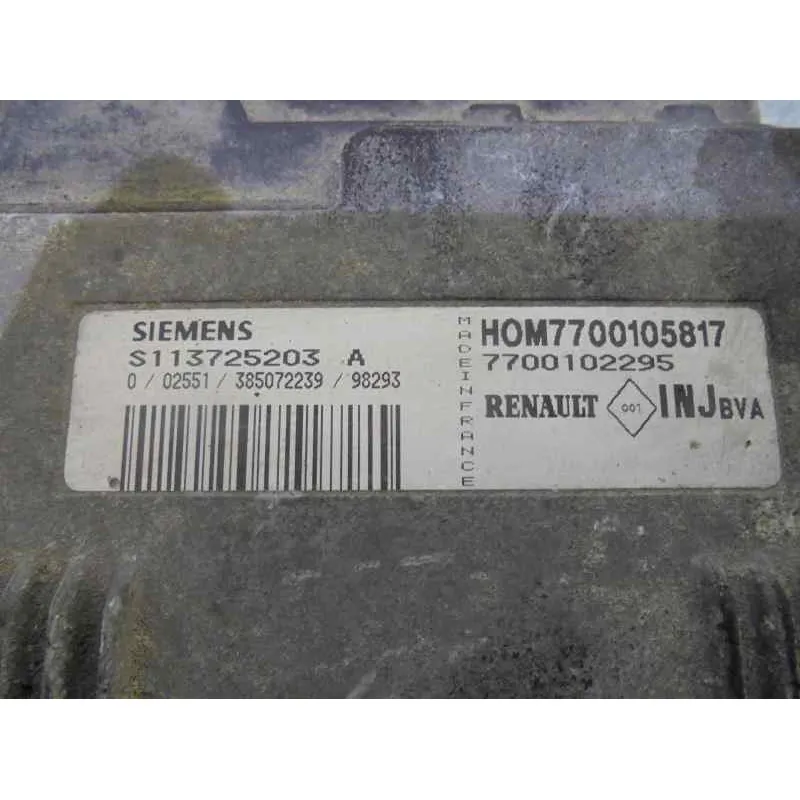 SIEMENS
S113725203 A
0 / 02551 / 385072239 / 98293
MADE IN FRANCE
HOM7700105817
7700102295
RENAULT 001 INJ BVA